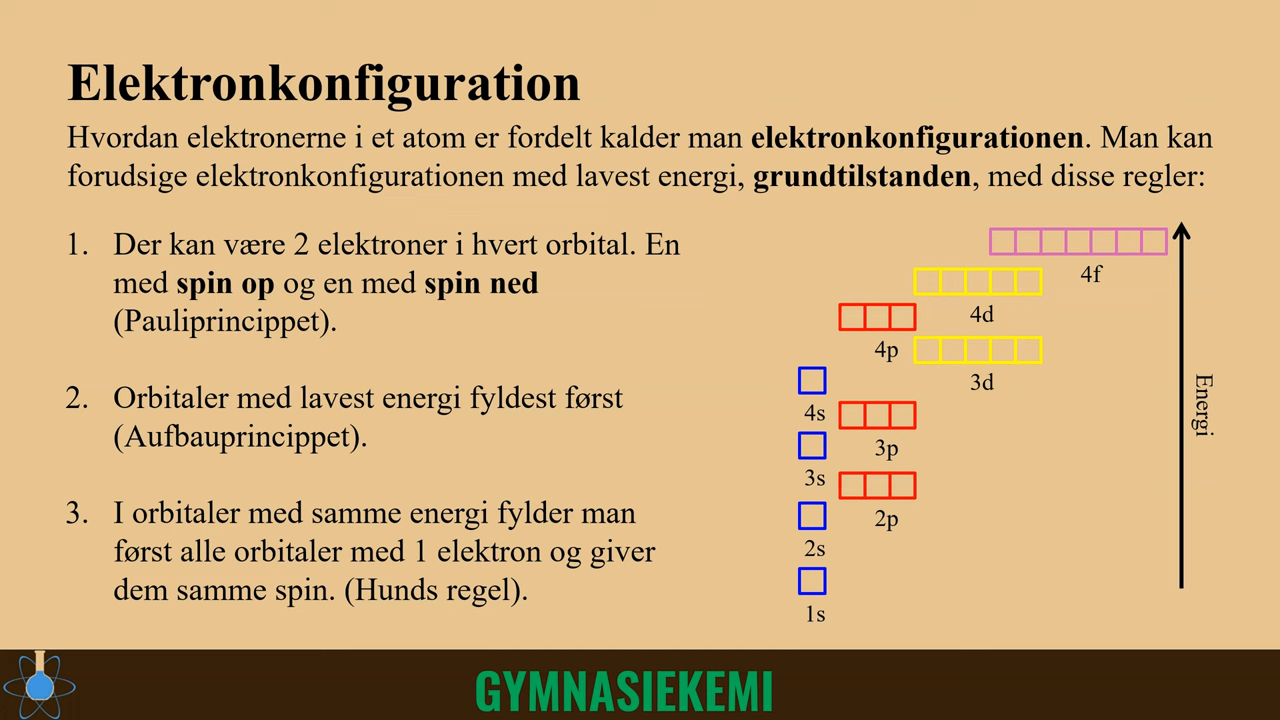 Elektronkonfiguration
Hvordan elektronerne i et atom er fordelt kalder man elektronkonfigurationen. Man kan
forudsige elektronkonfigurationen med lavest energi, grundtilstanden, med disse regler:
1. Der kan være 2 elektroner i hvert orbital. En
med spin op og en med spin ned
(Pauliprincippet).
2. Orbitaler med lavest energi fyldest først
(Aufbauprincippet).
3. I orbitaler med samme energi fylder man
først alle orbitaler med 1 elektron og giver
dem samme spin. (Hunds regel).
4f
4d
4p
3d
4s
3p
3s
2p
2s
1s
Energi
GYMNASIEKEMI